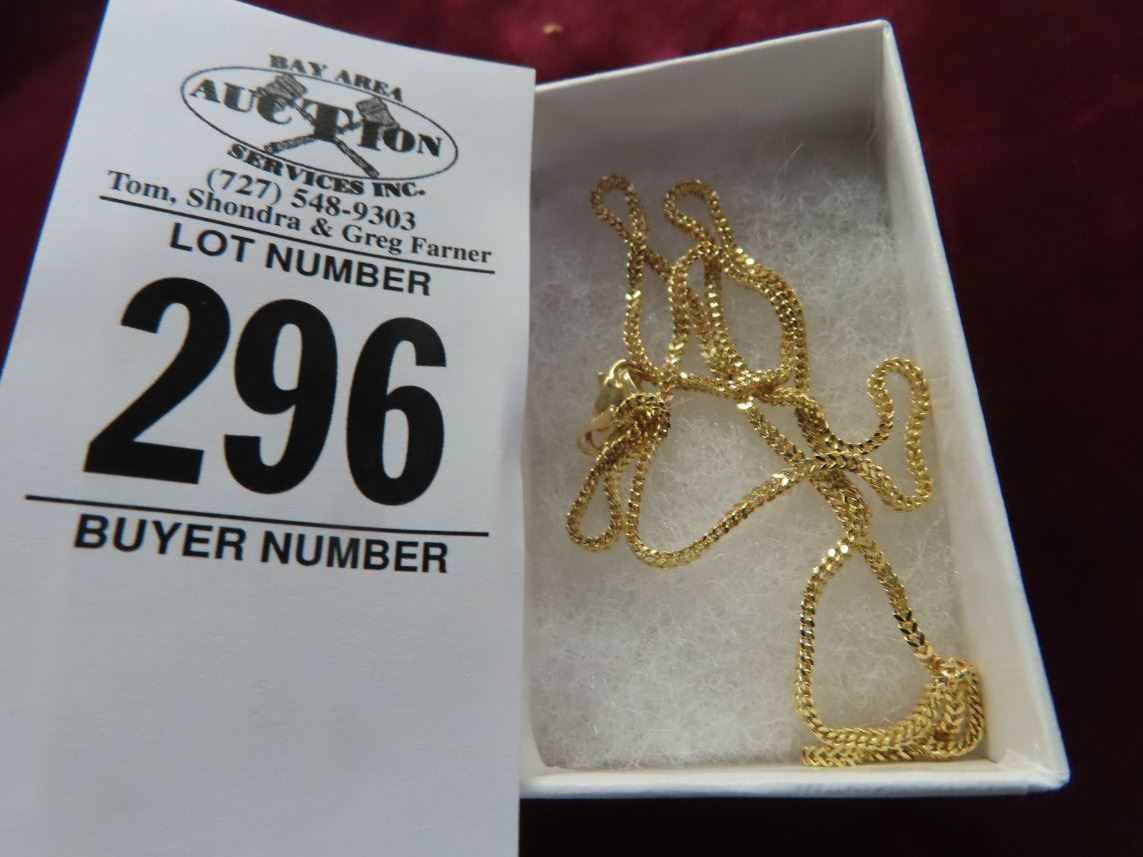 BAY AREA
AUCTION
SERVICES INC.
(727) 548-9303
Tom, Shondra & Greg Farner
LOT NUMBER
296
BUYER NUMBER